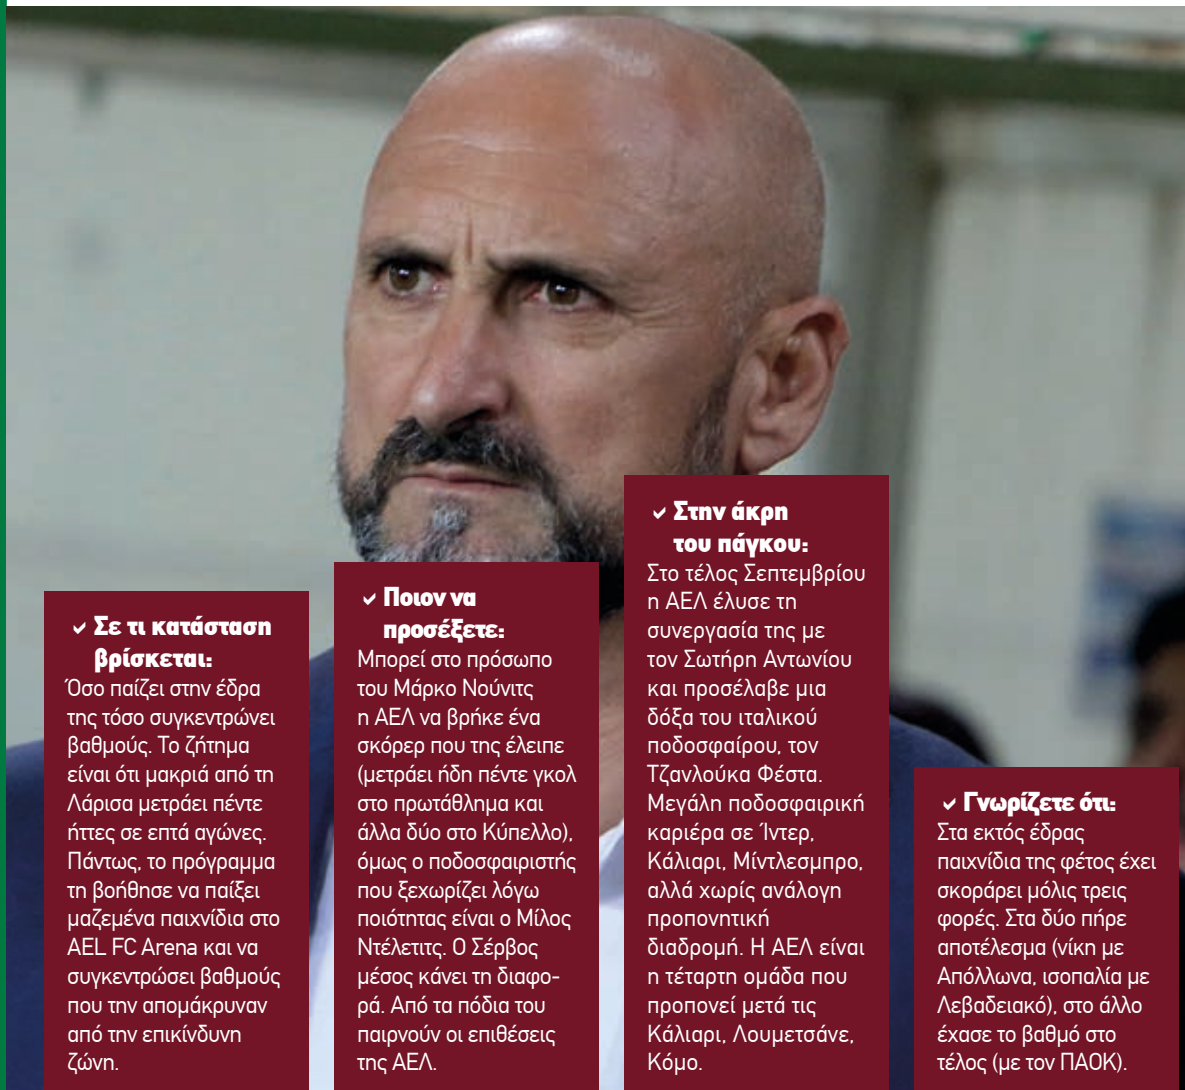 Σε τι κατάσταση
βρίσκεται:
Όσο παίζει στην έδρα
της τόσο συγκεντρώνει
βαθμούς. Το ζήτημα
είναι ότι μακριά από τη
Λάρισα μετράει πέντε
ήττες σε επτά αγώνες.
Πάντως, το πρόγραμμα
τη βοήθησε να παίξει
μαζεμένα παιχνίδια στο
AEL FC Arena και να
συγκεντρώσει βαθμούς
που την απομάκρυναν
από την επικίνδυνη
ζώνη.
Ποιον να
προσέξετε:
Μπορεί στο πρόσωπο
του Μάρκο Νούνιτς
η ΑΕΛ να βρήκε ένα
σκόρερ που της έλειπε
(μετράει ήδη πέντε γκολ
στο πρωτάθλημα και
άλλα δύο στο Κύπελλο),
όμως ο ποδοσφαιριστής
που ξεχωρίζει λόγω
ποιότητας είναι ο Μίλος
Ντέλετιτς. Ο Σέρβος
μέσος κάνει τη διαφο-
ρά. Από τα πόδια του
παιρνούν οι επιθέσεις
της ΑΕΛ.
Στην άκρη
του πάγκου:
Στο τέλος Σεπτεμβρίου
η ΑΕΛ έλυσε τη
συνεργασία της με
τον Σωτήρη Αντωνίου
και προσέλαβε μια
δόξα του ιταλικού
ποδοσφαίρου, τον
Τζανλούκα Φέστα.
Μεγάλη ποδοσφαιρική
καριέρα σε Ίντερ,
Κάλιαρι, Μίντλεσμπρο,
αλλά χωρίς ανάλογη
προπονητική
διαδρομή. Η ΑΕΛ είναι
η τέταρτη ομάδα που
προπονεί μετά τις
Κάλιαρι, Λουμετσάνε,
Κόμο.
Γνωρίζετε ότι:
Στα εκτός έδρας
παιχνίδια της φέτος έχει
σκοράρει μόλις τρεις
φορές. Στα δύο πήρε
αποτέλεσμα (νίκη με
Απόλλωνα, ισοπαλία με
Λεβαδειακό), στο άλλο
έχασε το βαθμό στο
τέλος (με τον ΠΑΟΚ).